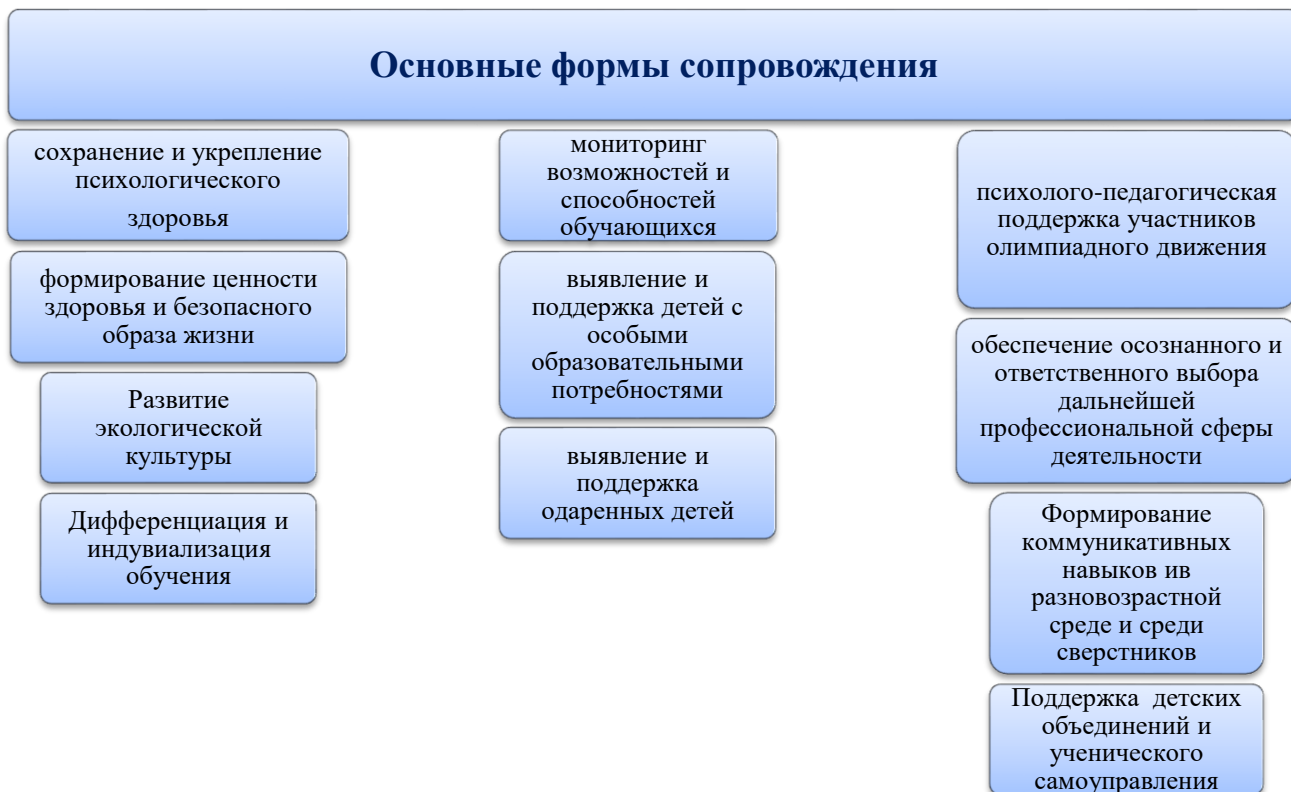 Основные формы сопровождения
сохранение и укрепление
психологического
здоровья
формирование ценности
здоровья и безопасного
образа жизни
Развитие
экологической
культуры
Дифференциация и
индувиализация
обучения
мониторинг
возможностей и
способностей
обучающихся
выявление и
поддержка детей с
особыми
образовательными
потребностями
выявление и
поддержка
одаренных детей
психолого-педагогическая
поддержка участников
олимпиадного движения
обеспечение осознанного и
ответственного выбора
дальнейшей
профессиональной сферы
деятельности
Формирование
коммуникативных
навыков ив
разновозрастной
среде и среди
сверстников
Поддержка детских
объединений и
ученического
самоуправления